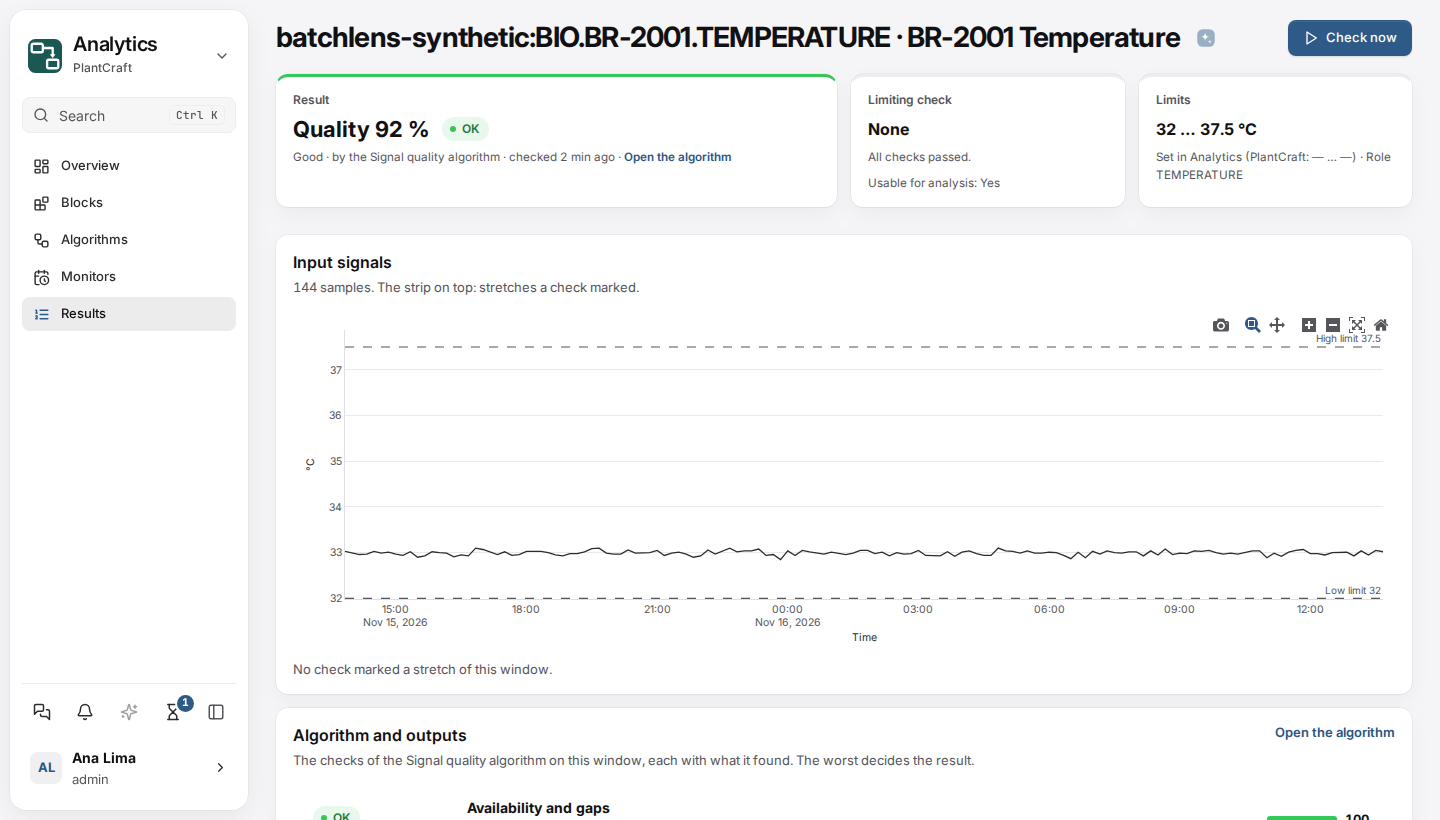 Analytics
PlantCraft
Search
Ctrl K
Overview
Blocks
Algorithms
Monitors
Results
1
AL
Ana Lima
admin
batchlens-synthetic:BIO.BR-2001.TEMPERATURE · BR-2001 Temperature
Check now
Result
Quality 92 %
OK
Good · by the Signal quality algorithm · checked 2 min ago · Open the algorithm
Limiting check
None
All checks passed.
Usable for analysis: Yes
Limits
32 … 37.5 °C
Set in Analytics (PlantCraft: — … —) · Role
TEMPERATURE
Input signals
144 samples. The strip on top: stretches a check marked.
High limit 37.5
37
36
35
°C
34
33
32
Low limit 32
15:00
Nov 15, 2026
18:00
21:00
00:00
Nov 16, 2026
03:00
06:00
09:00
12:00
Time
No check marked a stretch of this window.
Algorithm and outputs
Open the algorithm
The checks of the Signal quality algorithm on this window, each with what it found. The worst decides the result.
OK
Availability and gaps
100